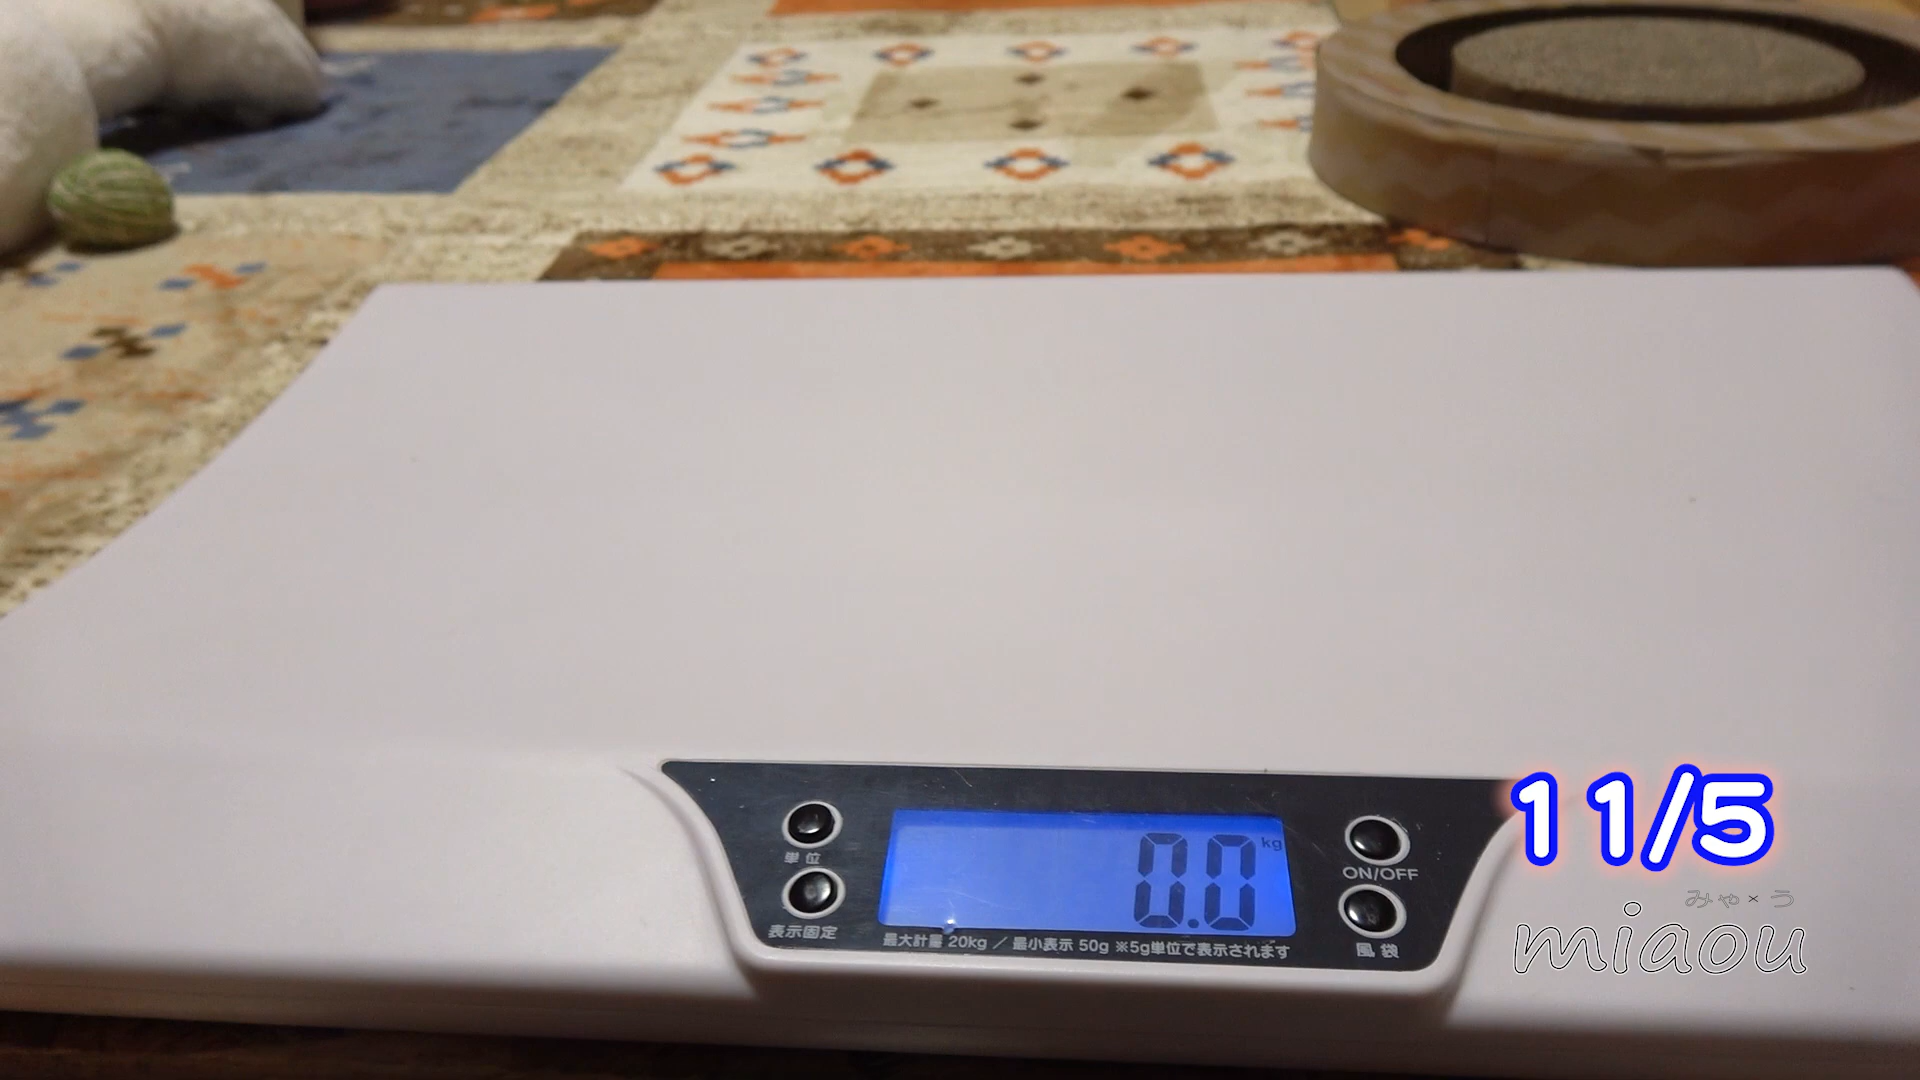 0.0 kg
単位
ON/OFF
表示固定
最大計量 20kg ／ 最小表示 50g ※5g単位で表示されます
風袋
11/5
みゃ×う
miaou